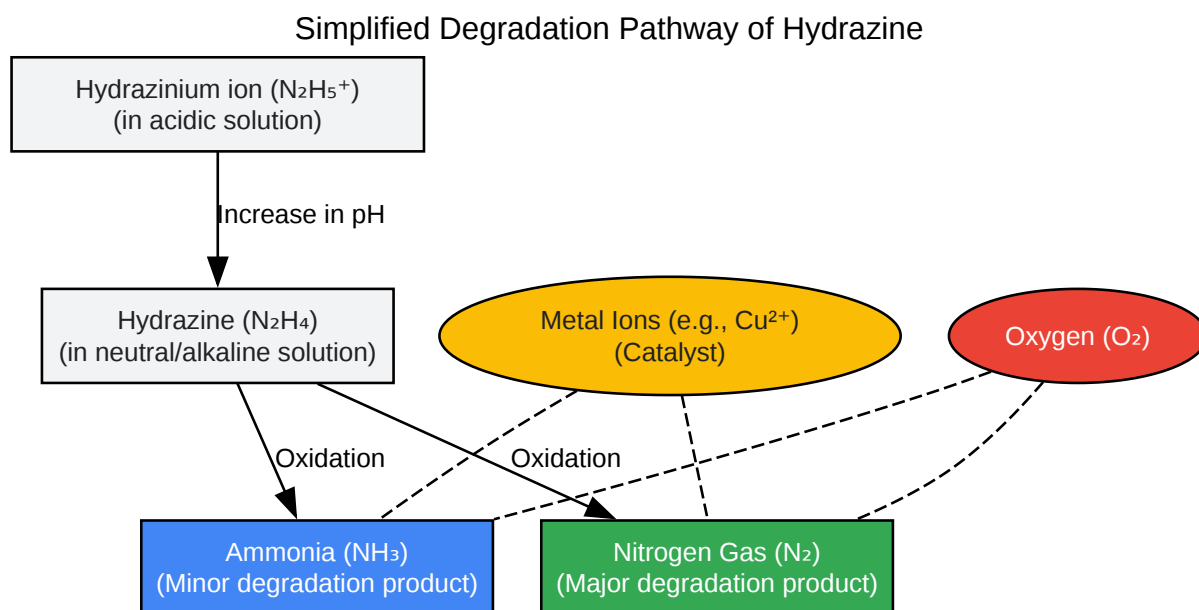 Simplified Degradation Pathway of Hydrazine
Hydrazinium ion (N₂H₅⁺)
(in acidic solution)
Increase in pH
Hydrazine (N₂H₄)
(in neutral/alkaline solution)
Metal Ions (e.g., Cu²⁺)
(Catalyst)
Oxygen (O₂)
Oxidation
Oxidation
Ammonia (NH₃)
(Minor degradation product)
Nitrogen Gas (N₂)
(Major degradation product)